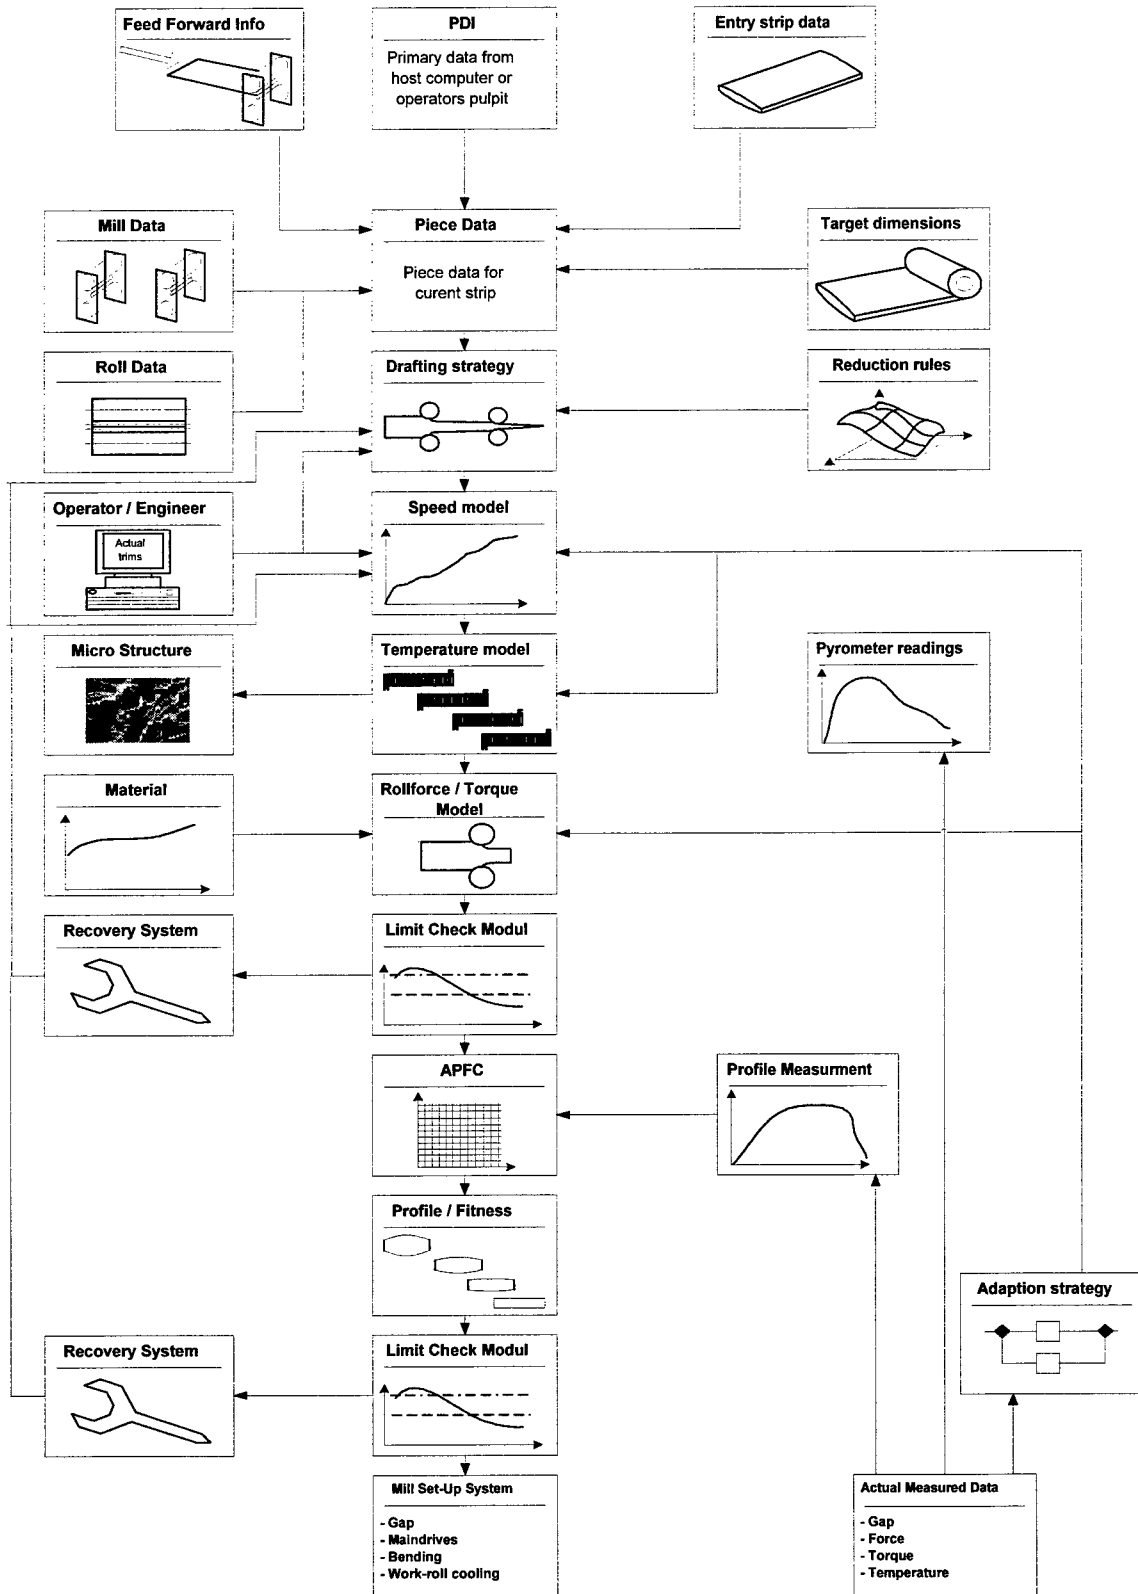 Feed Forward Info
PDI
Primary data from
host computer or
operators pulpit
Entry strip data
Mill Data
Piece Data
Piece data for
curent strip
Target dimensions
Roll Data
Drafting strategy
Reduction rules
Operator / Engineer
Actual
trims
Speed model
Micro Structure
Temperature model
Pyrometer readings
Material
Rollforce / Torque
Model
Recovery System
Limit Check Modul
APFC
Profile Measurment
Profile / Fitness
Adaption strategy
Recovery System
Limit Check Modul
Mill Set-Up System
- Gap
- Maindrives
- Bending
- Work-roll cooling
Actual Measured Data
- Gap
- Force
- Torque
- Temperature